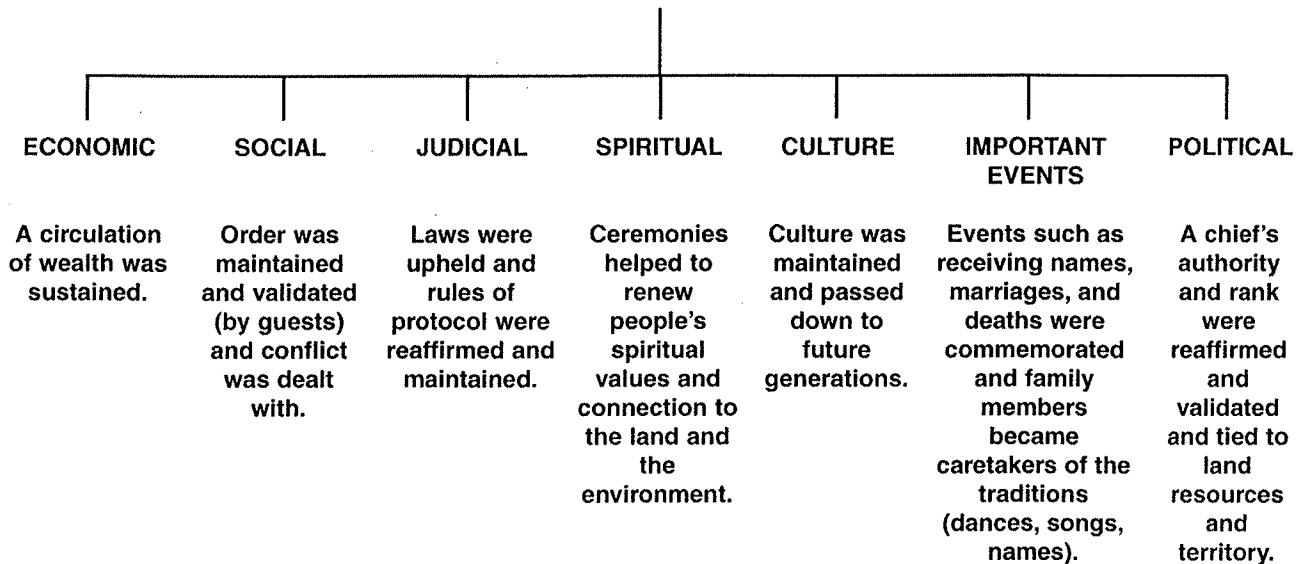 ECONOMIC
A circulation
of wealth was
sustained.
SOCIAL
Order was
maintained
and validated
(by guests)
and conflict
was dealt
with.
JUDICIAL
Laws were
upheld and
rules of
protocol were
reaffirmed and
maintained.
SPIRITUAL
Ceremonies
helped to
renew
people's
spiritual
values and
connection to
the land and
the
environment.
CULTURE
Culture was
maintained
and passed
down to
future
generations.
IMPORTANT
EVENTS
Events such as
receiving names,
marriages, and
deaths were
commemorated
and family
members
became
caretakers of the
traditions
(dances, songs,
names).
POLITICAL
A chief's
authority
and rank
were
reaffirmed
and
validated
and tied to
land
resources
and
territory.